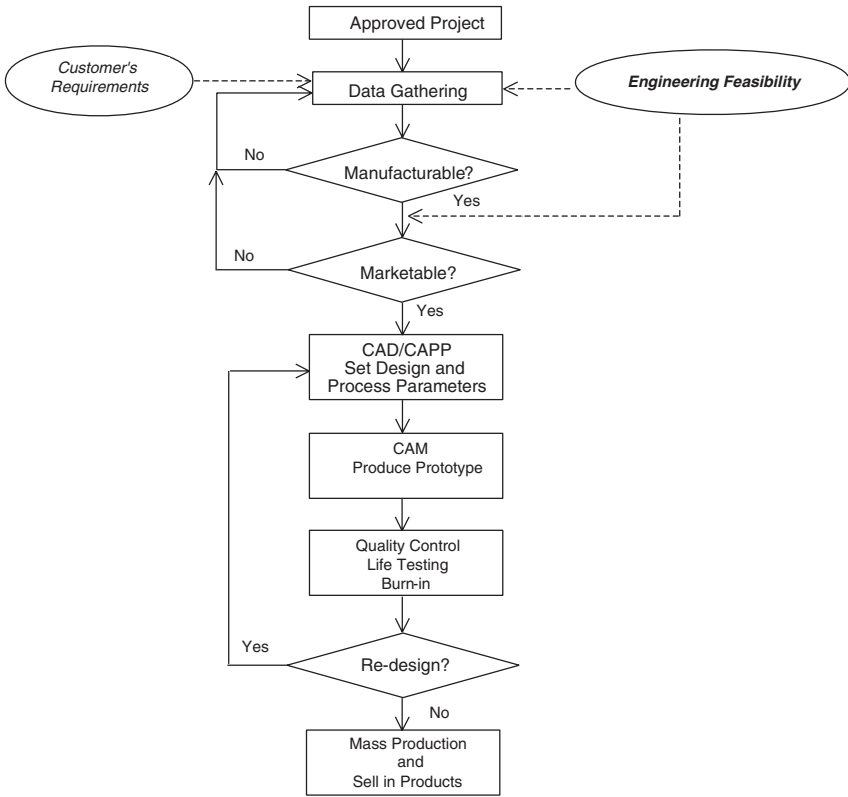 Approved Project
Customer's
Requirements
Data Gathering
Engineering Feasibility
No
Manufacturable?
Yes
No
Marketable?
Yes
CAD/CAPP
Set Design and
Process Parameters
CAM
Produce Prototype
Quality Control
Life Testing
Burn-in
Yes
Re-design?
No
Mass Production
and
Sell in Products